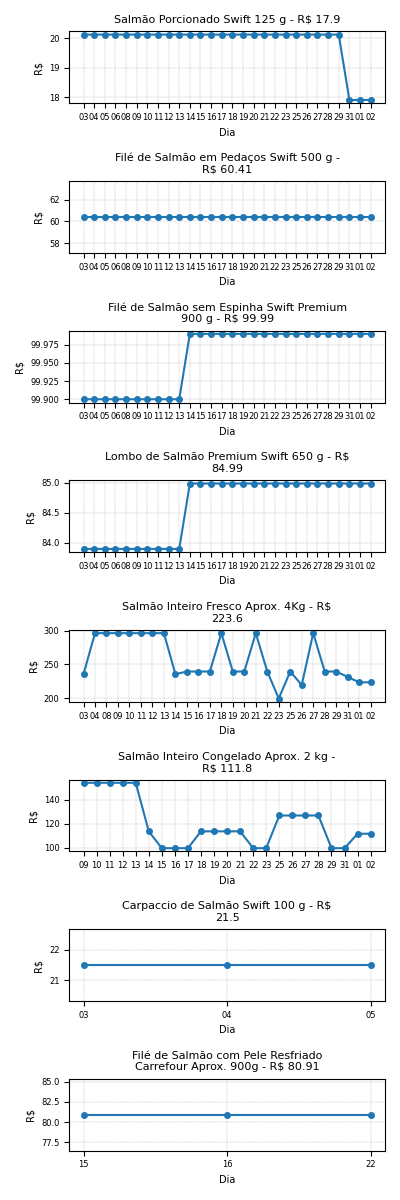 Salmão Porcionado Swift 125 g - R$ 17.9
20
19
18
R$
03 04 05 06 08 09 10 11 12 13 14 15 16 17 18 19 20 21 22 23 25 26 27 28 29 31 01 02
Dia
Filé de Salmão em Pedaços Swift 500 g -
R$ 60.41
62
60
58
R$
03 04 05 06 08 09 10 11 12 13 14 15 16 17 18 19 20 21 22 23 25 26 27 28 29 31 01 02
Dia
Filé de Salmão sem Espinha Swift Premium
900 g - R$ 99.99
99.975
99.950
99.925
99.900
R$
03 04 05 06 08 09 10 11 12 13 14 15 16 17 18 19 20 21 22 23 25 26 27 28 29 31 01 02
Dia
Lombo de Salmão Premium Swift 650 g - R$
84.99
85.0
84.5
84.0
R$
03 04 05 06 08 09 10 11 12 13 14 15 16 17 18 19 20 21 22 23 25 26 27 28 29 31 01 02
Dia
Salmão Inteiro Fresco Aprox. 4Kg - R$
223.6
300
250
200
R$
03 04 08 09 10 11 12 13 14 15 16 17 18 19 20 21 22 23 25 26 27 28 29 31 01 02
Dia
Salmão Inteiro Congelado Aprox. 2 kg -
R$ 111.8
140
120
100
R$
09 10 11 12 13 14 15 16 17 18 19 20 21 22 23 25 26 27 28 29 31 01 02
Dia
Carpaccio de Salmão Swift 100 g - R$
21.5
22
21
R$
03 04 05
Dia
Filé de Salmão com Pele Resfriado
Carrefour Aprox. 900g - R$ 80.91
85.0
82.5
80.0
77.5
R$
15 16 22
Dia